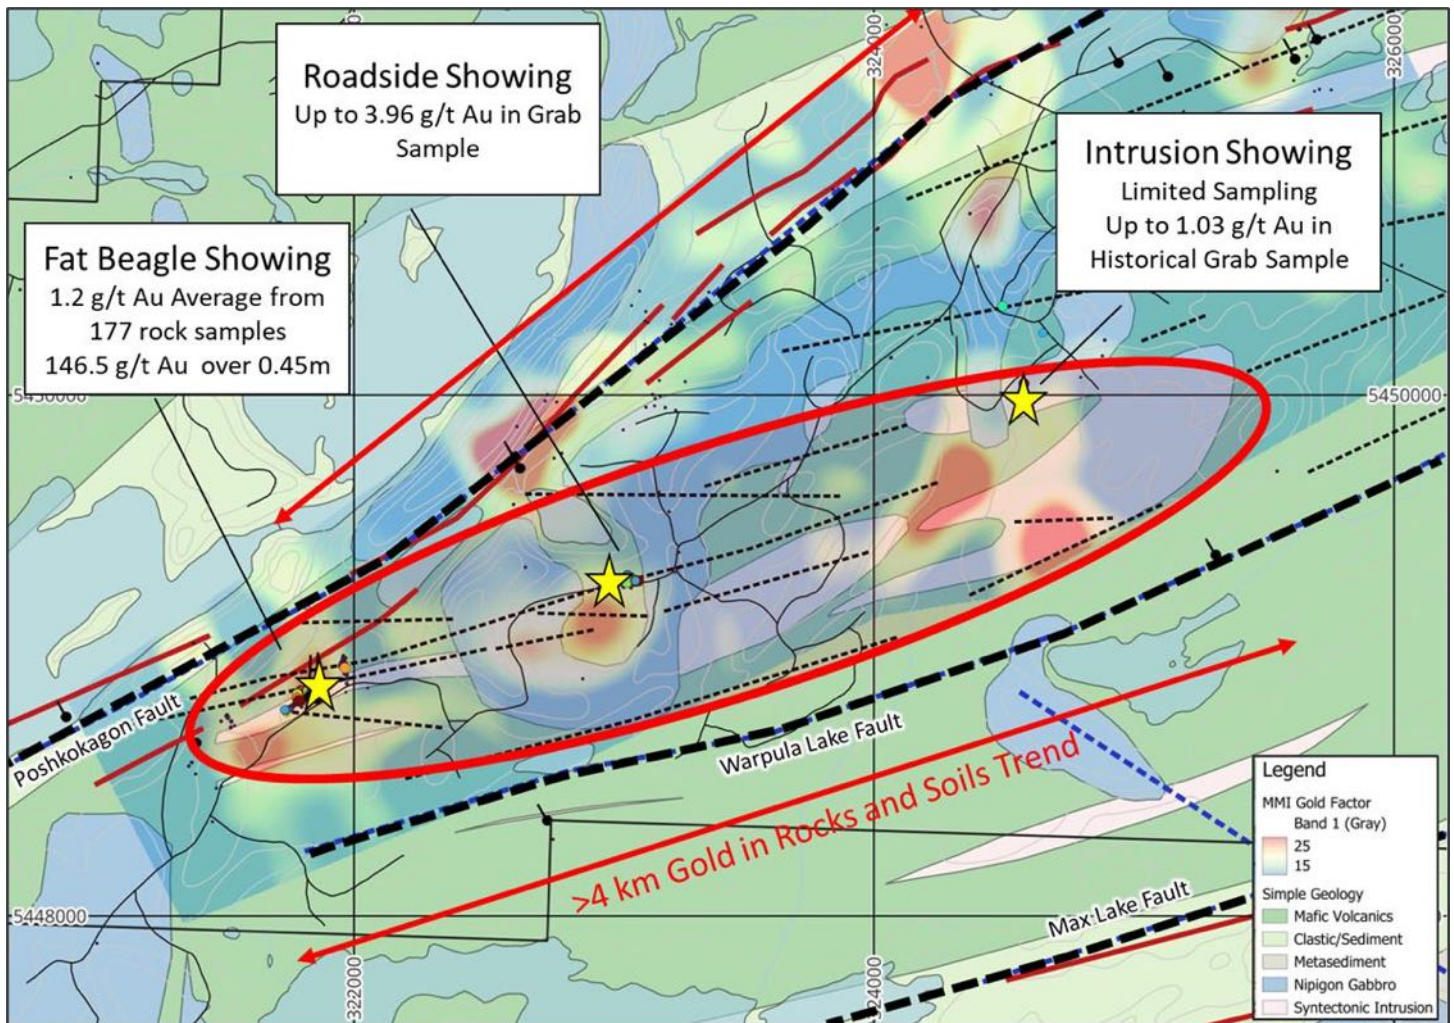 324000
326000
Roadside Showing
Up to 3.96 g/t Au in Grab
Sample
Intrusion Showing
Limited Sampling
Up to 1.03 g/t Au in
Historical Grab Sample
Fat Beagle Showing
1.2 g/t Au Average from
177 rock samples
146.5 g/t Au over 0.45m
5450000
Poshkokagon Fault
Warpula Lake Fault
>4 km Gold in Rocks and Soils Trend
Max Lake Fault
5448000
322000
324000
Legend
MMI Gold Factor
Band 1 (Gray)
25
15
Simple Geology
Mafic Volcanics
Clastic/Sediment
Metasediment
Nipigon Gabbro
Syntectonic Intrusion